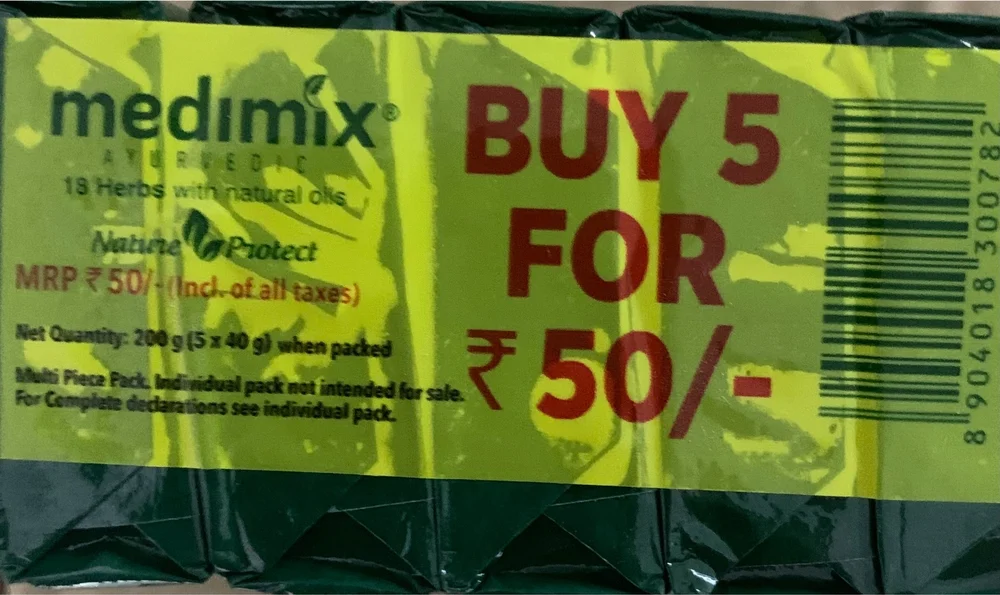 medimix®
AYURVEDIC
18 Herbs with natural oils
Nature Protect
MRP ₹ 50/- (Incl. of all taxes)
Net Quantity: 200 g (5 x 40 g) when packed
Multi Piece Pack. Individual pack not intended for sale.
For Complete declarations see individual pack.
BUY 5
FOR
₹ 50/-
8 904018 300782